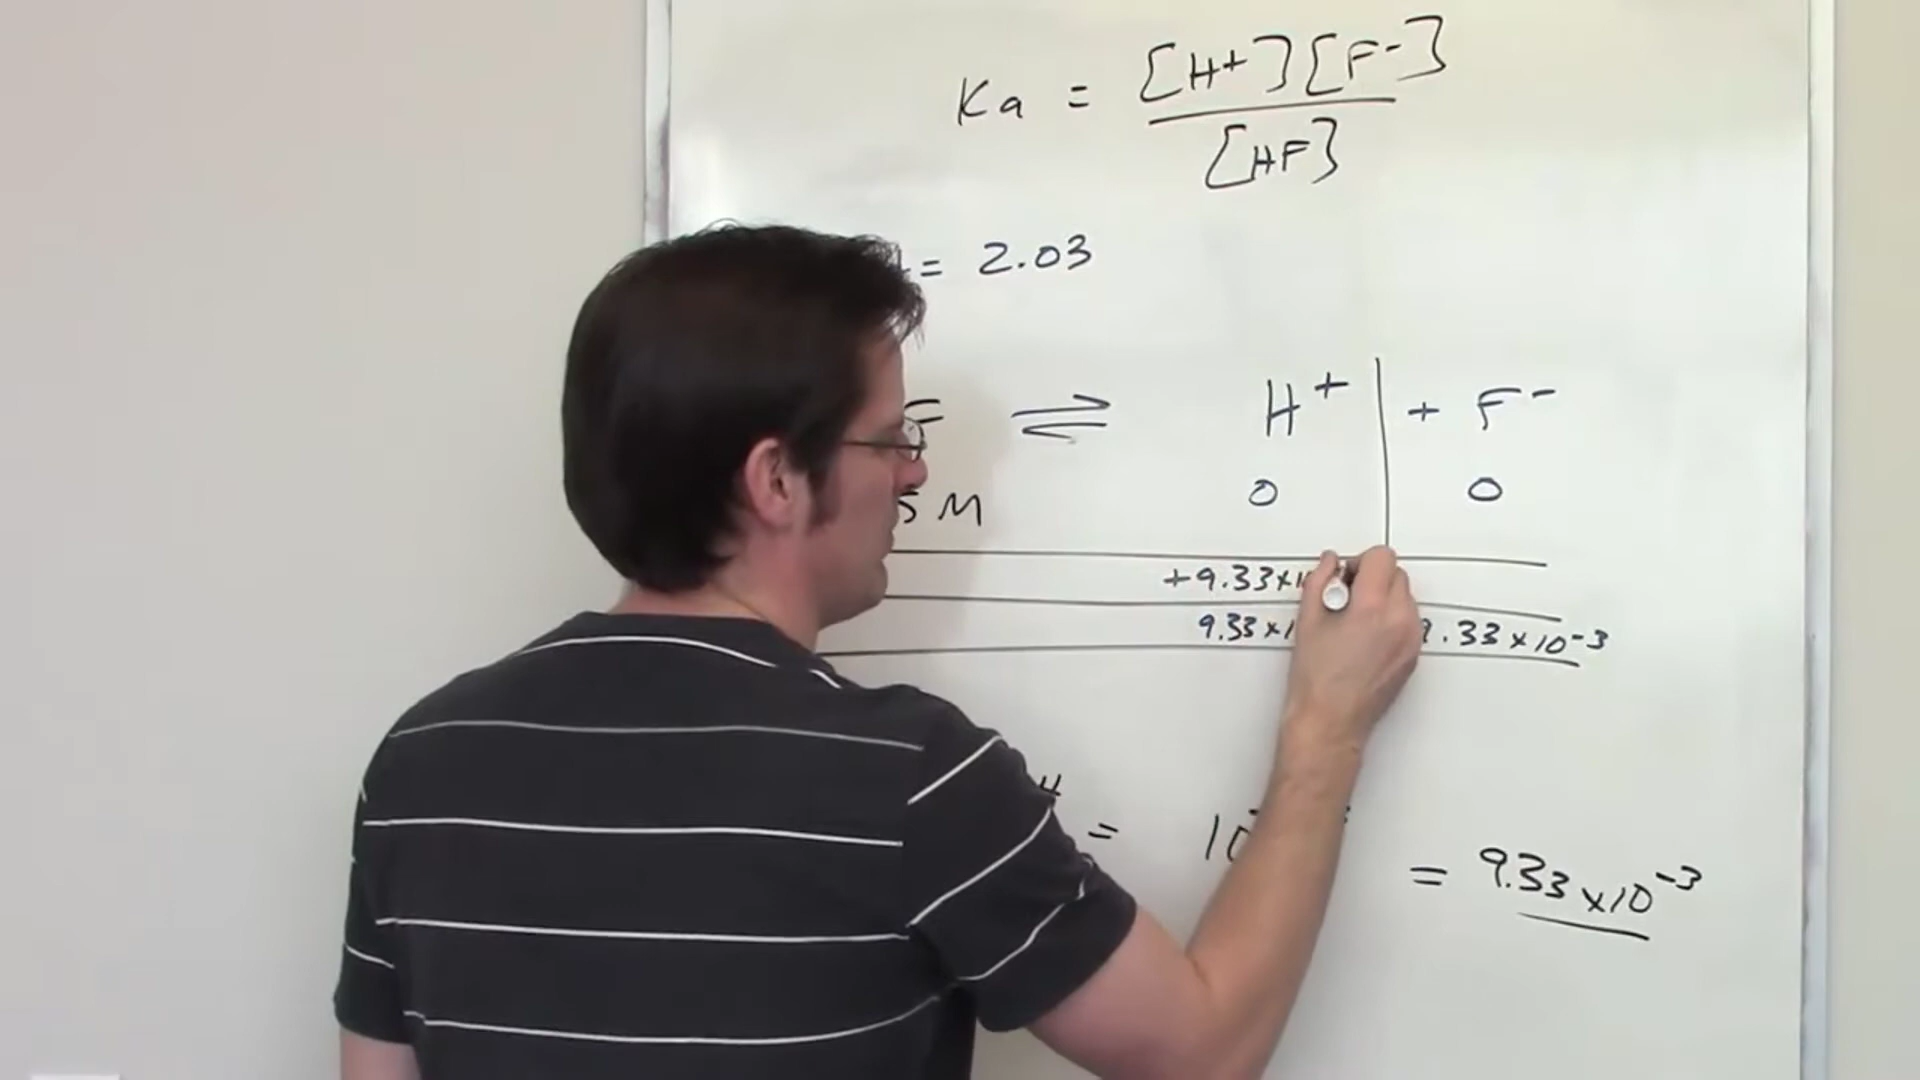 Ka = [H+][F-]
[HF]
= 2.03
F ⇌ H+ + F-
5 M 0 0
+9.33×1
9.33×1 9.33×10-3
= 10 = 9.33×10-3